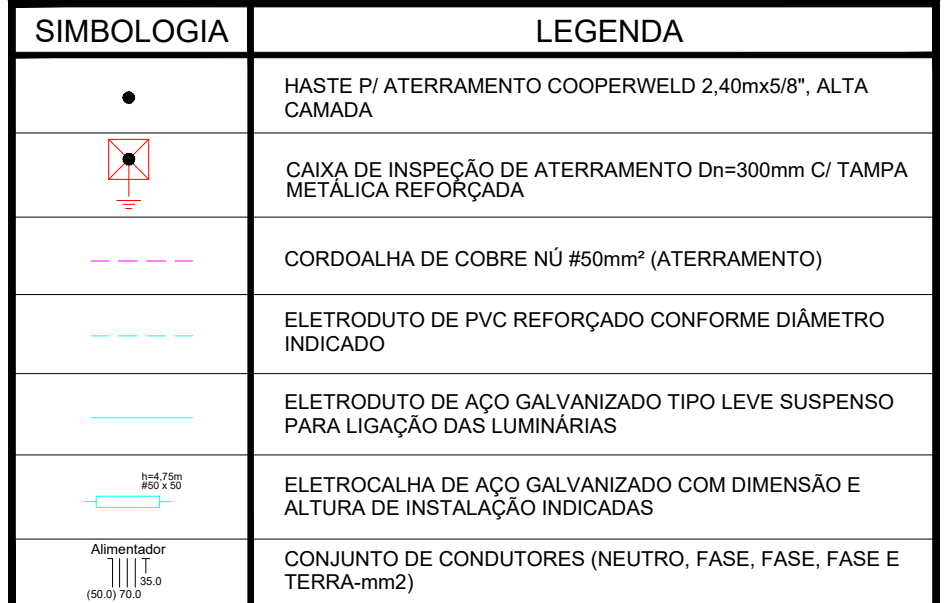 SIMBOLOGIA
LEGENDA
HASTE P/ ATERRAMENTO COOPERWELD 2,40mx5/8", ALTA
CAMADA
CAIXA DE INSPEÇÃO DE ATERRAMENTO Dn=300mm C/ TAMPA
METÁLICA REFORÇADA
CORDOALHA DE COBRE NÚ #50mm² (ATERRAMENTO)
ELETRODUTO DE PVC REFORÇADO CONFORME DIÂMETRO
INDICADO
ELETRODUTO DE AÇO GALVANIZADO TIPO LEVE SUSPENSO
PARA LIGAÇÃO DAS LUMINÁRIAS
h=4,75m
#50 x 50
ELETROCALHA DE AÇO GALVANIZADO COM DIMENSÃO E
ALTURA DE INSTALAÇÃO INDICADAS
Alimentador
35.0
(50.0) 70.0
CONJUNTO DE CONDUTORES (NEUTRO, FASE, FASE, FASE E
TERRA-mm2)